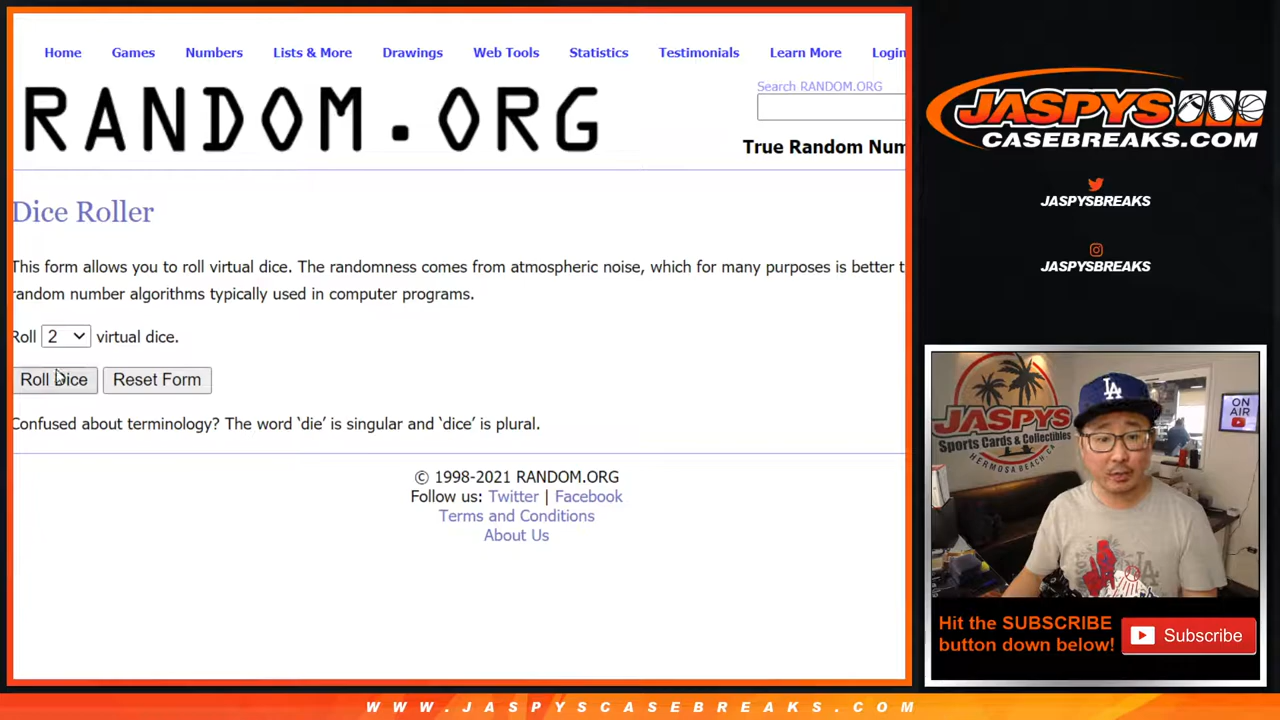 Home Games Numbers Lists & More Drawings Web Tools Statistics Testimonials Learn More Login
Search RANDOM.ORG
RANDOM.ORG
True Random Num
Dice Roller
This form allows you to roll virtual dice. The randomness comes from atmospheric noise, which for many purposes is better t
random number algorithms typically used in computer programs.
Roll 2 virtual dice.
Roll Dice Reset Form
Confused about terminology? The word ‘die’ is singular and ‘dice’ is plural.
© 1998-2021 RANDOM.ORG
Follow us: Twitter | Facebook
Terms and Conditions
About Us
JASPYS
CASEBREAKS.COM
JASPYSBREAKS
JASPYSBREAKS
JASPYS
Sports Cards & Collectibles
HERMOSA BEACH, CA
LA
LA
ON
AIR
Hit the SUBSCRIBE
button down below!
Subscribe
WWW.JASPYSCASEBREAKS.COM